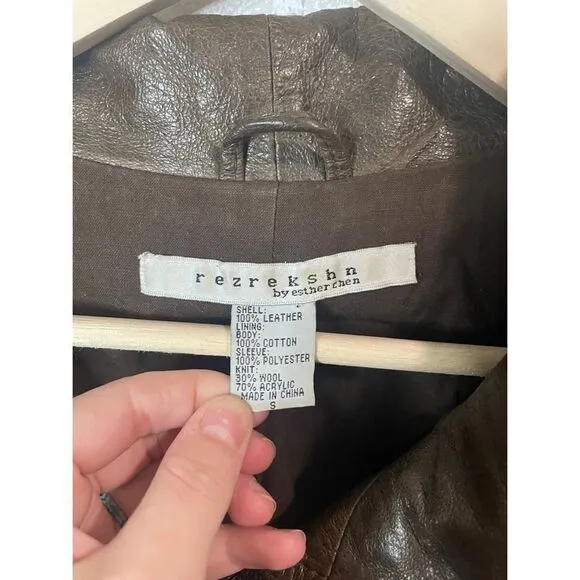 rezrekshn
by esther chen
SHELL:
100% LEATHER
LINING:
BODY:
100% COTTON
SLEEVE:
100% POLYESTER
KNIT:
30% WOOL
70% ACRYLIC
MADE IN CHINA
S